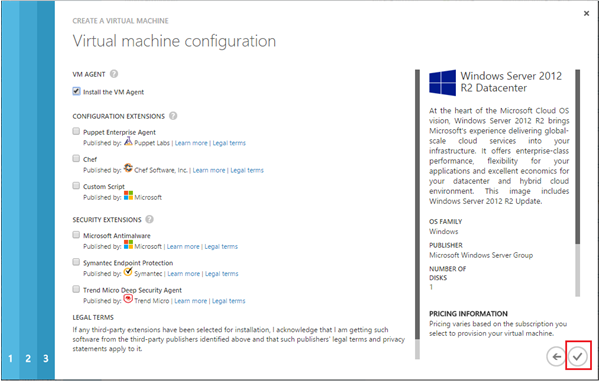 CREATE A VIRTUAL MACHINE
Virtual machine configuration
VM AGENT ?
Install the VM Agent
CONFIGURATION EXTENSIONS ?
Puppet Enterprise Agent
Published by: Puppet Labs | Learn more | Legal terms
Chef
Published by: Chef Software, Inc. | Learn more | Legal terms
Custom Script
Published by: Microsoft
SECURITY EXTENSIONS ?
Microsoft Antimalware
Published by: Microsoft | Learn more | Legal terms
Symantec Endpoint Protection
Published by: Symantec | Learn more | Legal terms
Trend Micro Deep Security Agent
Published by: Trend Micro | Learn more | Legal terms
LEGAL TERMS
If any third-party extensions have been selected for installation, I acknowledge that I am getting such
software from the third-party publishers identified above and that such publishers' legal terms and privacy
statements apply to it.
1 2 3
Windows Server 2012
R2 Datacenter
At the heart of the Microsoft Cloud OS
vision, Windows Server 2012 R2 brings
Microsoft's experience delivering global-
scale cloud services into your
infrastructure. It offers enterprise-class
performance, flexibility for your
applications and excellent economics for
your datacenter and hybrid cloud
environment. This image includes
Windows Server 2012 R2 Update.
OS FAMILY
Windows
PUBLISHER
Microsoft Windows Server Group
NUMBER OF
DISKS
1
PRICING INFORMATION
Pricing varies based on the subscription you
select to provision your virtual machine.